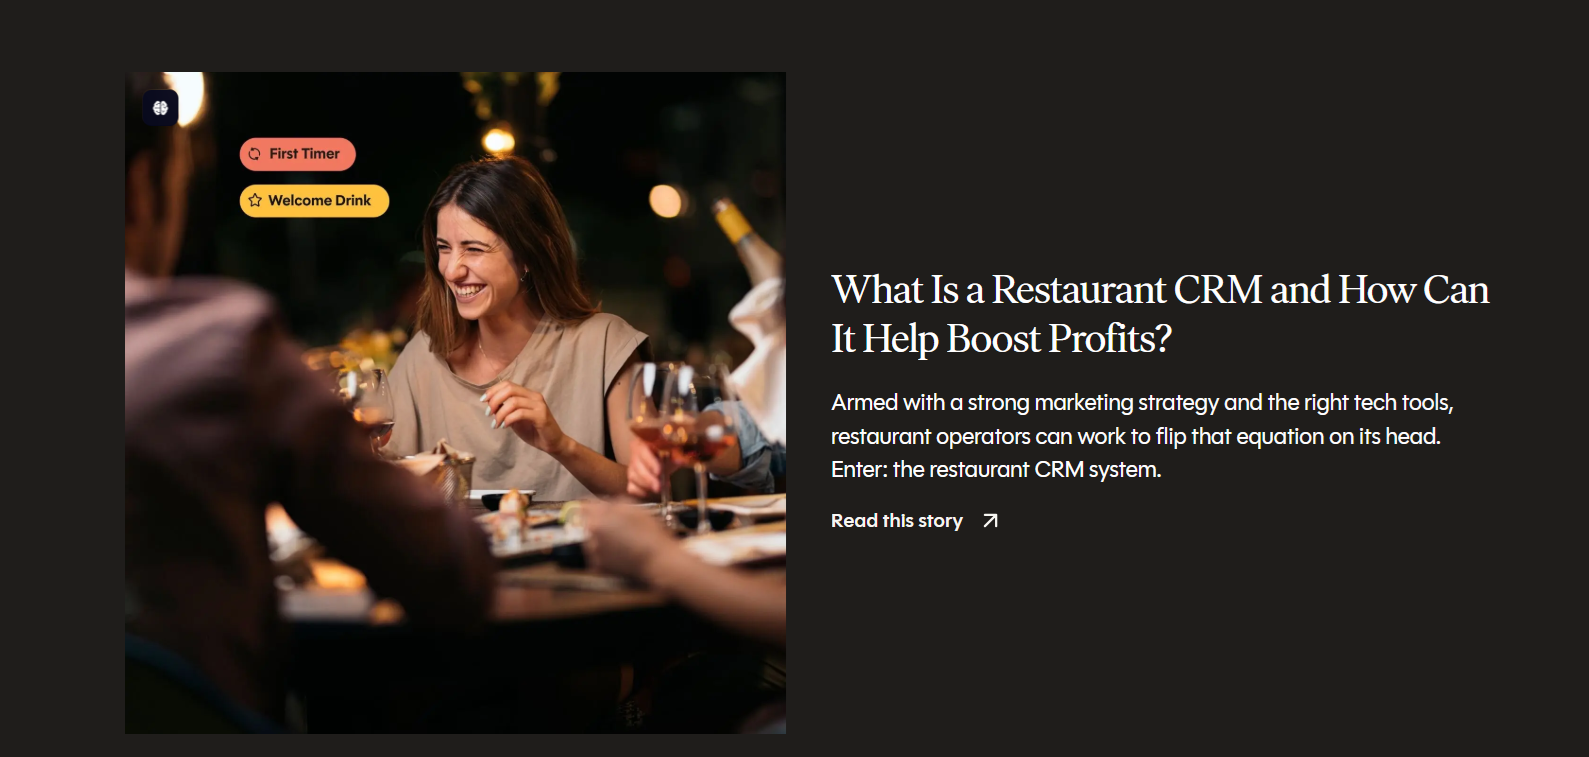 First Timer
Welcome Drink
What Is a Restaurant CRM and How Can
It Help Boost Profits?
Armed with a strong marketing strategy and the right tech tools,
restaurant operators can work to flip that equation on its head.
Enter: the restaurant CRM system.
Read this story